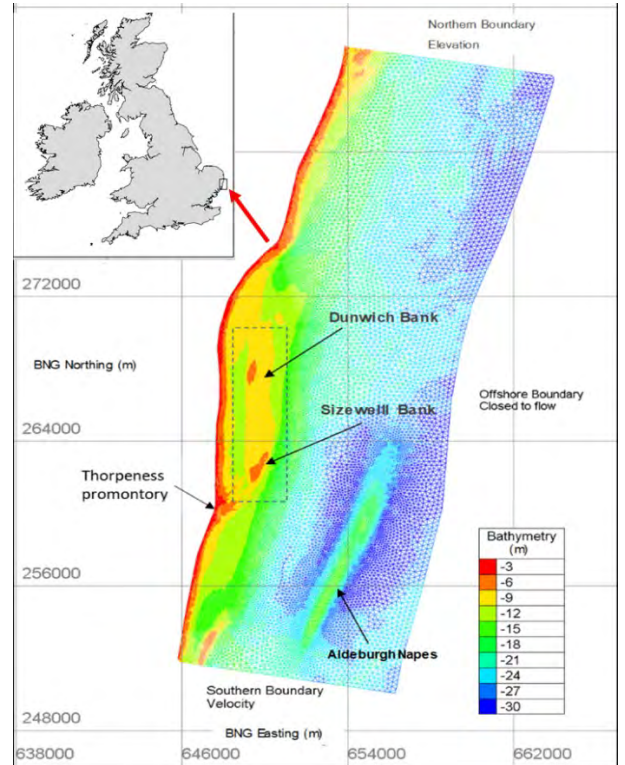 Northern Boundary
Elevation
272000
Dunwich Bank
BNG Northing (m)
Offshore Boundary
Closed to flow
Sizewelll Bank
264000
Thorpeness
promontory
Bathymetry
(m)
-3
-6
-9
-12
-15
-18
-21
-24
-27
-30
256000
Aldeburgh Napes
Southern Boundary
Velocity
248000
BNG Easting (m)
638000
646000
654000
662000